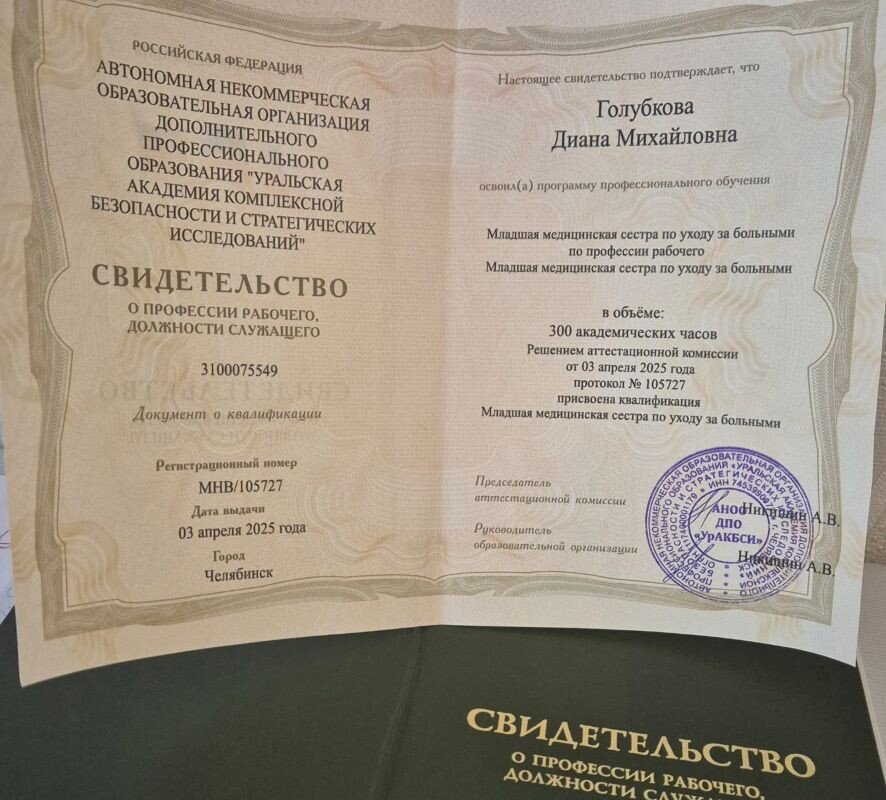 РОССИЙСКАЯ ФЕДЕРАЦИЯ
АВТОНОМНАЯ НЕКОММЕРЧЕСКАЯ
ОБРАЗОВАТЕЛЬНАЯ ОРГАНИЗАЦИЯ
ДОПОЛНИТЕЛЬНОГО
ПРОФЕССИОНАЛЬНОГО
ОБРАЗОВАНИЯ "УРАЛЬСКАЯ
АКАДЕМИЯ КОМПЛЕКСНОЙ
БЕЗОПАСНОСТИ И СТРАТЕГИЧЕСКИХ
ИССЛЕДОВАНИЙ"
СВИДЕТЕЛЬСТВО
О ПРОФЕССИИ РАБОЧЕГО,
ДОЛЖНОСТИ СЛУЖАЩЕГО
3100075549
Документ о квалификации
Регистрационный номер
МНВ/105727
Дата выдачи
03 апреля 2025 года
Город
Челябинск
Настоящее свидетельство подтверждает, что
Голубкова
Диана Михайловна
освоил(а) программу профессионального обучения
Младшая медицинская сестра по уходу за больными
по профессии рабочего
Младшая медицинская сестра по уходу за больными
в объёме:
300 академических часов
Решением аттестационной комиссии
от 03 апреля 2025 года
протокол № 105727
присвоена квалификация
Младшая медицинская сестра по уходу за больными
Председатель
аттестационной комиссии
Никишин А.В.
Руководитель
образовательной организации
Никишин А.В.
АНОО
ДПО
«УрАКБСИ»
СВИДЕТЕЛЬСТВО
О ПРОФЕССИИ РАБОЧЕГО,
ДОЛЖНОСТИ